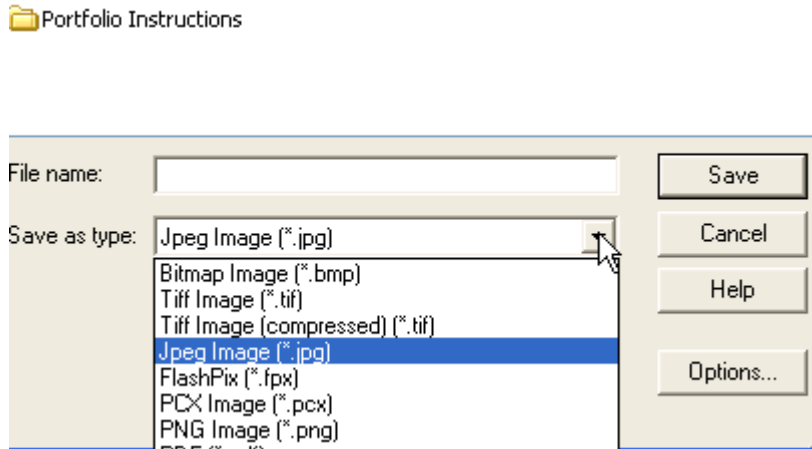 Portfolio Instructions
File name:
Save
Save as type:
Jpeg Image (*.jpg)
Cancel
Bitmap Image (*.bmp)
Tiff Image (*.tif)
Help
Tiff Image (compressed) (*.tif)
Jpeg Image (*.jpg)
FlashPix (*.fpx)
Options...
PCX Image (*.pcx)
PNG Image (*.png)